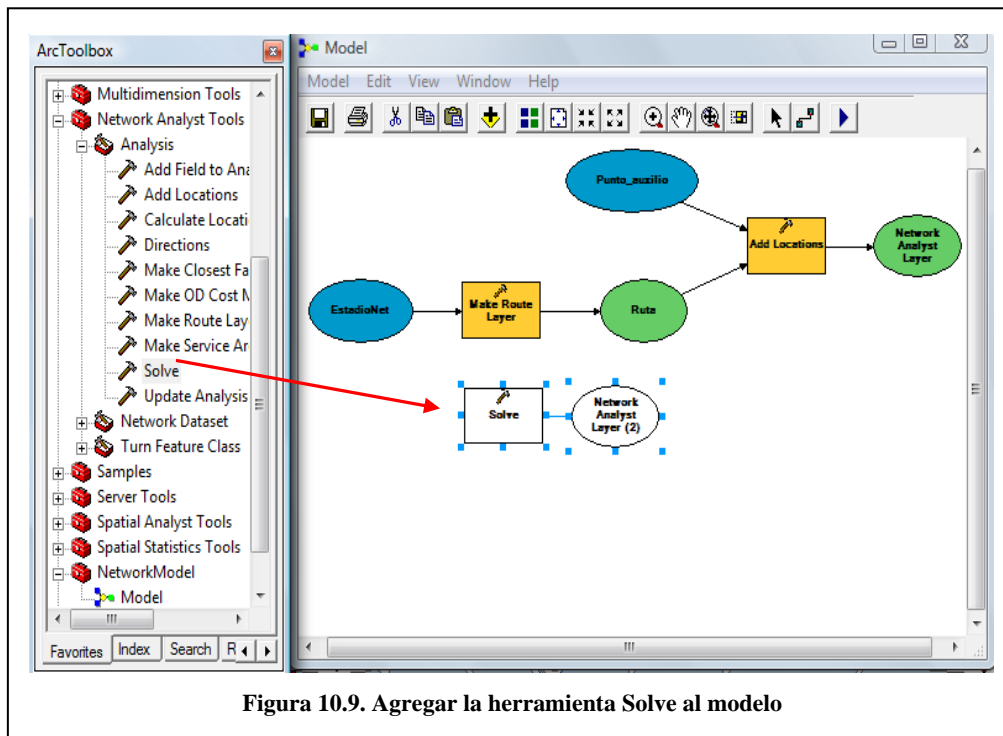 ArcToolbox
Multidimension Tools
Network Analyst Tools
Analysis
Add Field to Ana
Add Locations
Calculate Locati
Directions
Make Closest Fa
Make OD Cost M
Make Route Lay
Make Service Ar
Solve
Update Analysis
Network Dataset
Turn Feature Class
Samples
Server Tools
Spatial Analyst Tools
Spatial Statistics Tools
NetworkModel
Model
Favorites Index Search R
Model
Model Edit View Window Help
Punto_auxilio
Add Locations
Network
Analyst
Layer
EstadioNet
Make Route
Layer
Ruta
Solve
Network
Analyst
Layer (2)
Figura 10.9. Agregar la herramienta Solve al modelo